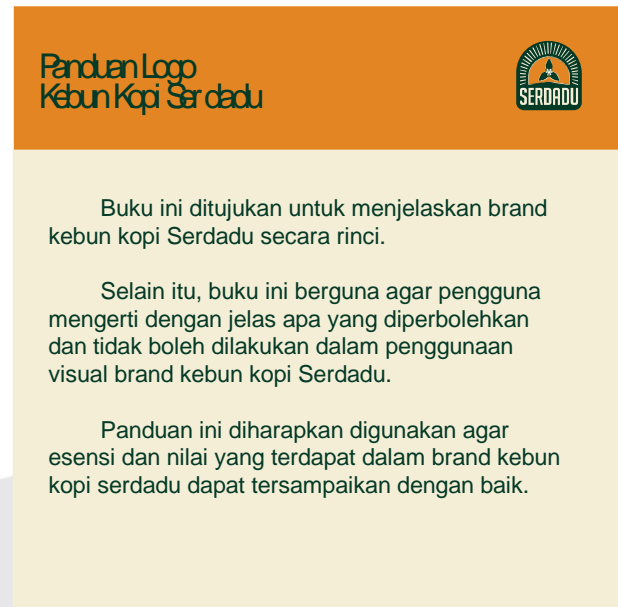 Panduan Logo
Kebun Kopi Serdadu
SERDADU
Buku ini ditujukan untuk menjelaskan brand
kebun kopi Serdadu secara rinci.
Selain itu, buku ini berguna agar pengguna
mengerti dengan jelas apa yang diperbolehkan
dan tidak boleh dilakukan dalam penggunaan
visual brand kebun kopi Serdadu.
Panduan ini diharapkan digunakan agar
esensi dan nilai yang terdapat dalam brand kebun
kopi serdadu dapat tersampaikan dengan baik.